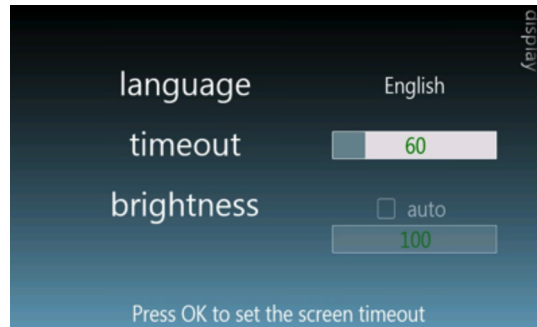 display
language English
timeout 60
brightness auto
100
Press OK to set the screen timeout